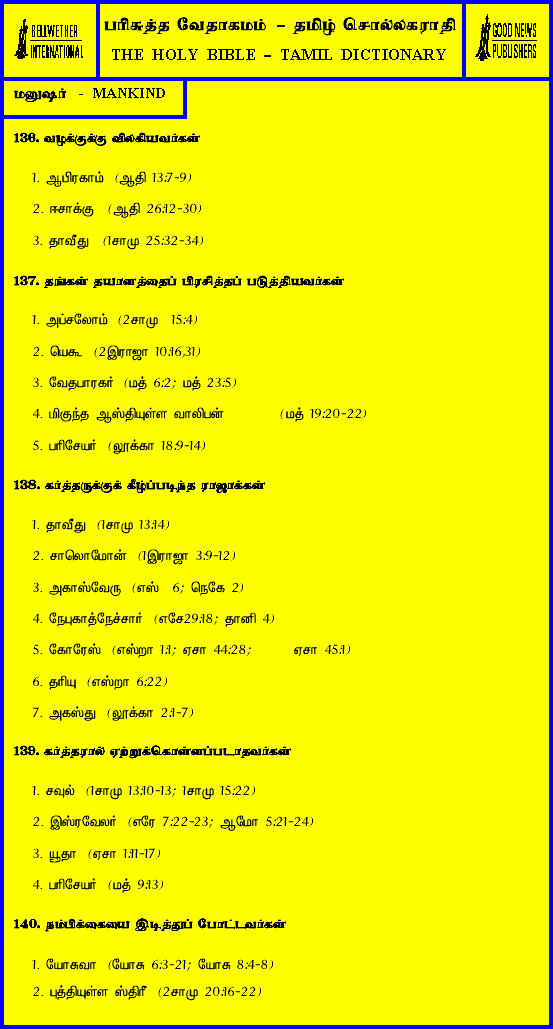 BELLWETHER INTERNATIONAL
பரிசுத்த வேதாகமம் - தமிழ் சொல்லகராதி
THE HOLY BIBLE - TAMIL DICTIONARY
GOOD NEWS PUBLISHERS
மனுஷர் - MANKIND
136. வழக்குக்கு விலகியவர்கள்
1. ஆபிரகாம் (ஆதி 13:7-9)
2. ஈசாக்கு (ஆதி 26:12-30)
3. தாவீது (1சாமு 25:32-34)
137. தங்கள் தயாளத்தைப் பிரசித்தப் படுத்தியவர்கள்
1. அப்சலோம் (2சாமு 15:4)
2. யெகூ (2இராஜா 10:16,31)
3. வேதபாரகர் (மத் 6:2; மத் 23:5)
4. மிகுந்த ஆஸ்தியுள்ள வாலிபன் (மத் 19:20-22)
5. பரிசேயர் (லூக்கா 18:9-14)
138. கர்த்தருக்குக் கீழ்ப்படிந்த ராஜாக்கள்
1. தாவீது (1சாமு 13:14)
2. சாலொமோன் (1இராஜா 3:9-12)
3. அகாஸ்வேரு (எஸ் 6; நெகே 2)
4. நேபுகாத்நேச்சார் (எசே29:18; தானி 4)
5. கோரேஸ் (எஸ்றா 1:1; ஏசா 44:28; ஏசா 45:1)
6. தரியு (எஸ்றா 6:22)
7. அகஸ்து (லூக்கா 2:1-7)
139. கர்த்தரால் ஏற்றுக்கொள்ளப்படாதவர்கள்
1. சவுல் (1சாமு 13:10-13; 1சாமு 15:22)
2. இஸ்ரவேலர் (எரே 7:22-23; ஆமோ 5:21-24)
3. யூதா (ஏசா 1:11-17)
4. பரிசேயர் (மத் 9:13)
140. நம்பிக்கையை இடித்துப் போட்டவர்கள்
1. யோசுவா (யோசு 6:3-21; யோசு 8:4-8)
2. புத்தியுள்ள ஸ்திரீ (2சாமு 20:16-22)